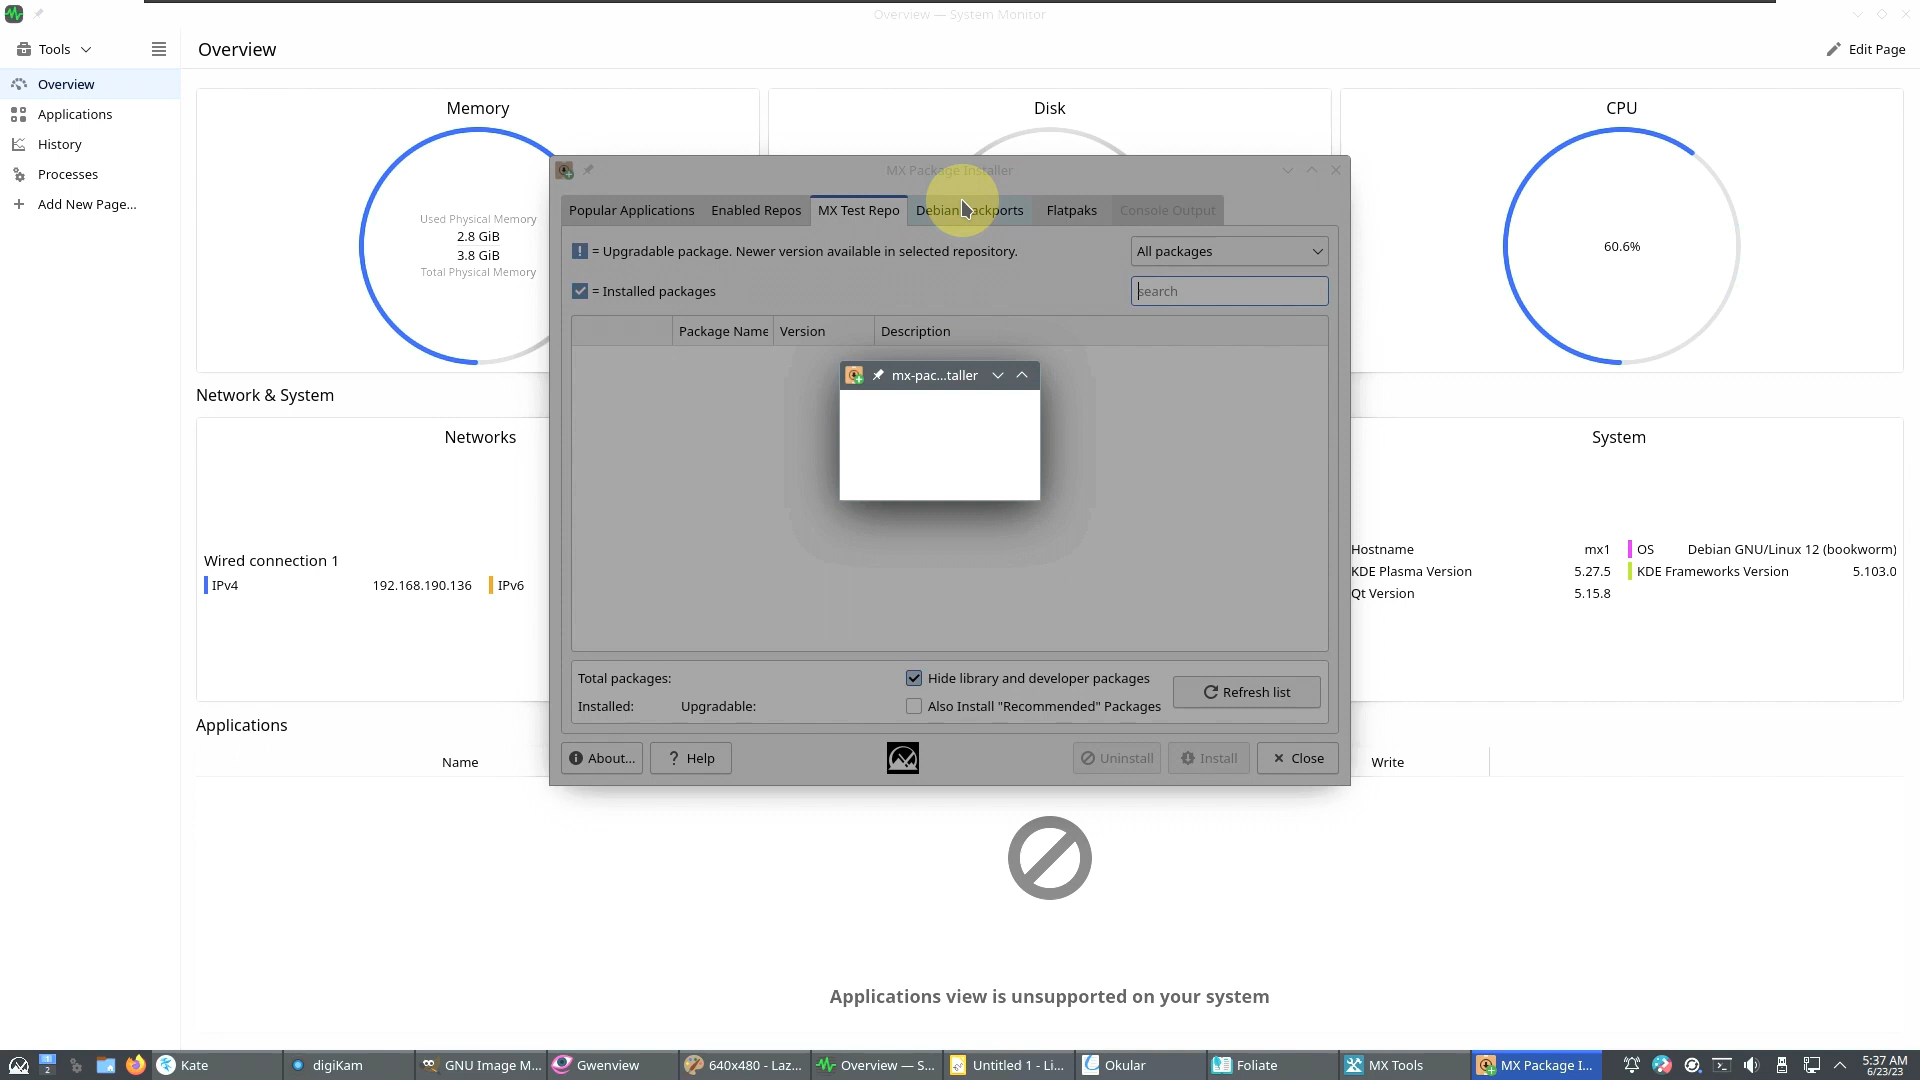 Overview — System Monitor
Tools
Overview
Edit Page
Overview
Applications
History
Processes
Add New Page...
Memory
Used Physical Memory
2.8 GiB
3.8 GiB
Total Physical Memory
Disk
CPU
60.6%
MX Package Installer
Popular Applications
Enabled Repos
MX Test Repo
Debian Backports
Flatpaks
Console Output
! = Upgradable package. Newer version available in selected repository.
All packages
= Installed packages
search
Package Name
Version
Description
mx-pac...taller
Total packages:
Installed:
Upgradable:
Hide library and developer packages
Also Install "Recommended" Packages
Refresh list
About...
? Help
Uninstall
Install
Close
Network & System
Networks
Wired connection 1
IPv4
192.168.190.136
IPv6
System
Hostname
mx1
OS
Debian GNU/Linux 12 (bookworm)
KDE Plasma Version
5.27.5
KDE Frameworks Version
5.103.0
Qt Version
5.15.8
Applications
Name
Write
Applications view is unsupported on your system
1
2
Kate
digiKam
GNU Image M...
Gwenview
640x480 - Laz...
Overview — S...
Untitled 1 - Li...
Okular
Foliate
MX Tools
MX Package I...
5:37 AM
6/23/23